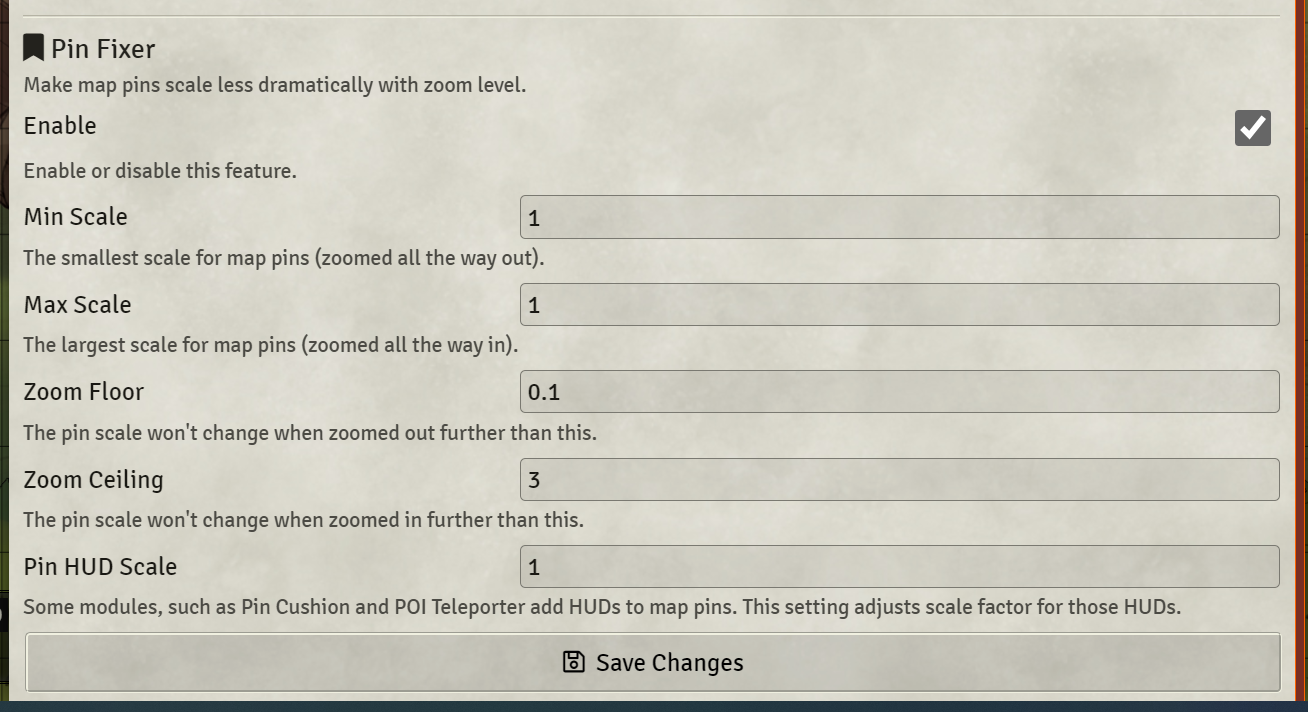 Pin Fixer
Make map pins scale less dramatically with zoom level.
Enable
Enable or disable this feature.
Min Scale
1
The smallest scale for map pins (zoomed all the way out).
Max Scale
1
The largest scale for map pins (zoomed all the way in).
Zoom Floor
0.1
The pin scale won't change when zoomed out further than this.
Zoom Ceiling
3
The pin scale won't change when zoomed in further than this.
Pin HUD Scale
1
Some modules, such as Pin Cushion and POI Teleporter add HUDs to map pins. This setting adjusts scale factor for those HUDs.
Save Changes